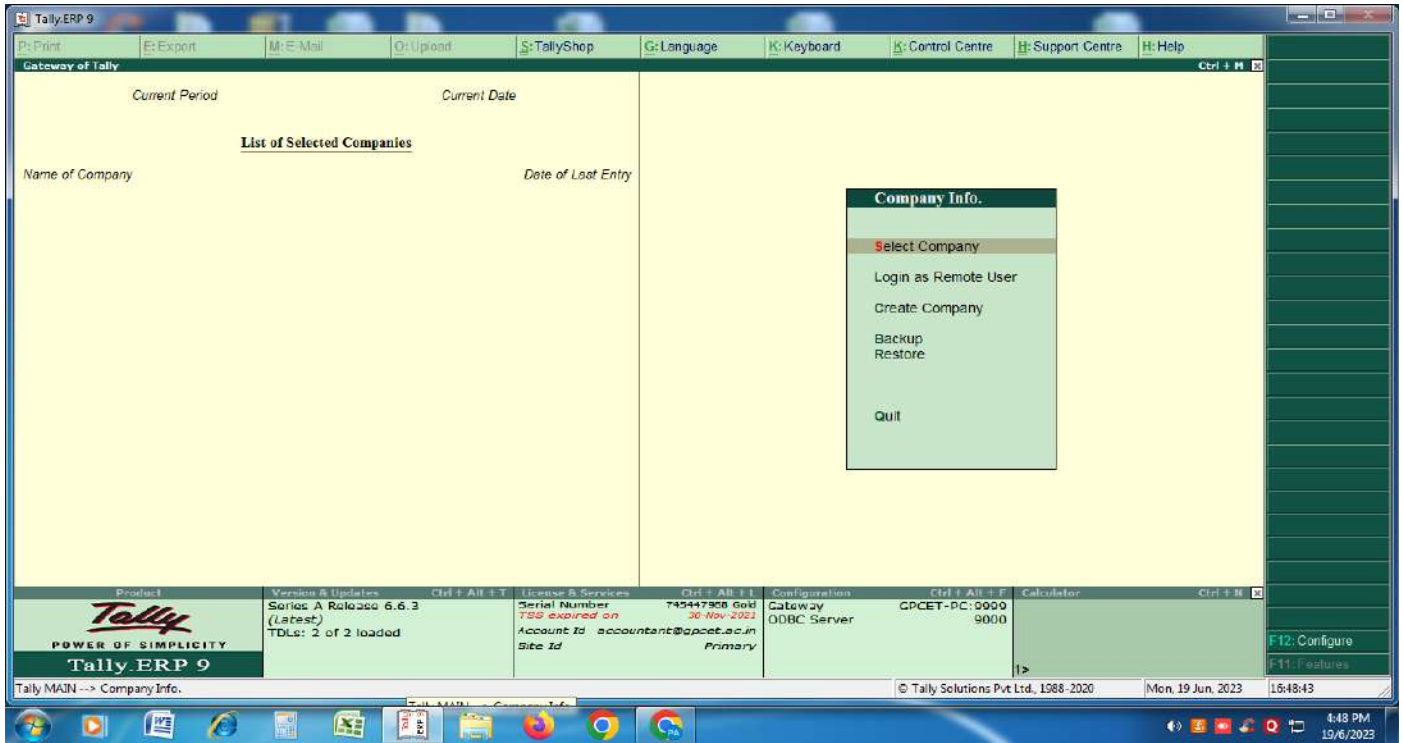 Tally.ERP 9
P: Print E: Export M: E-Mail O: Upload S: TallyShop G: Language K: Keyboard K: Control Centre H: Support Centre H: Help
Gateway of Tally Ctrl + M
Current Period Current Date
List of Selected Companies
Name of Company Date of Last Entry
Company Info.
Select Company
Login as Remote User
Create Company
Backup
Restore
Quit
Product
Tally
POWER OF SIMPLICITY
Tally.ERP 9
Version & Updates Ctrl + Alt + T
Series A Release 6.6.3
(Latest)
TDLs: 2 of 2 loaded
License & Services Ctrl + Alt + L
Serial Number 745447968 Gold
TSS expired on 30-Nov-2021
Account Id accountant@gpcet.ac.in
Site Id Primary
Configuration Ctrl + Alt + F
Gateway GPCET-PC:9999
ODBC Server 9000
Calculator Ctrl + N
1>
F12: Configure
F11: Features
Tally MAIN --> Company Info. © Tally Solutions Pvt Ltd., 1988-2020 Mon, 19 Jun, 2023 16:48:43
4:48 PM
19/6/2023